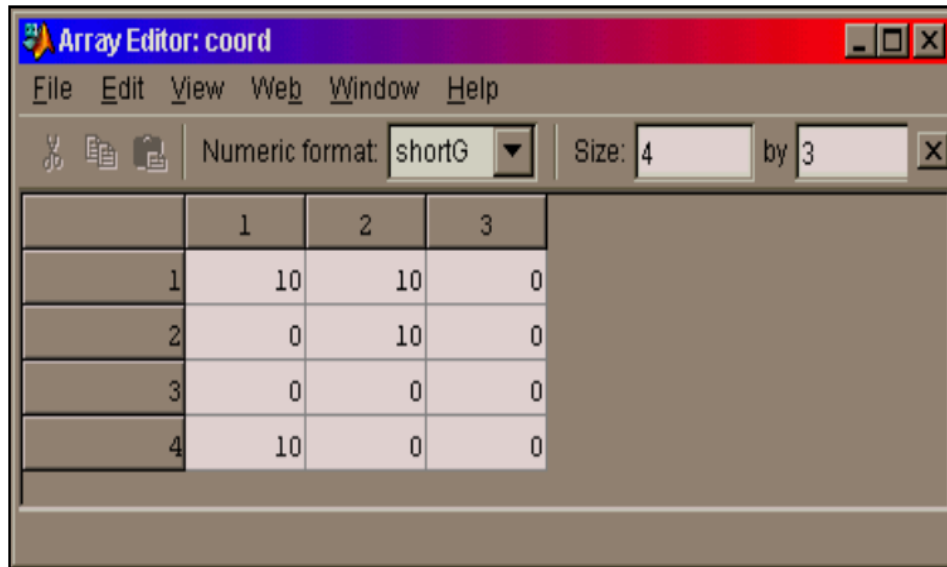 Array Editor: coord
File Edit View Web Window Help
Numeric format: shortG Size: 4 by 3
1 2 3
1 10 10 0
2 0 10 0
3 0 0 0
4 10 0 0